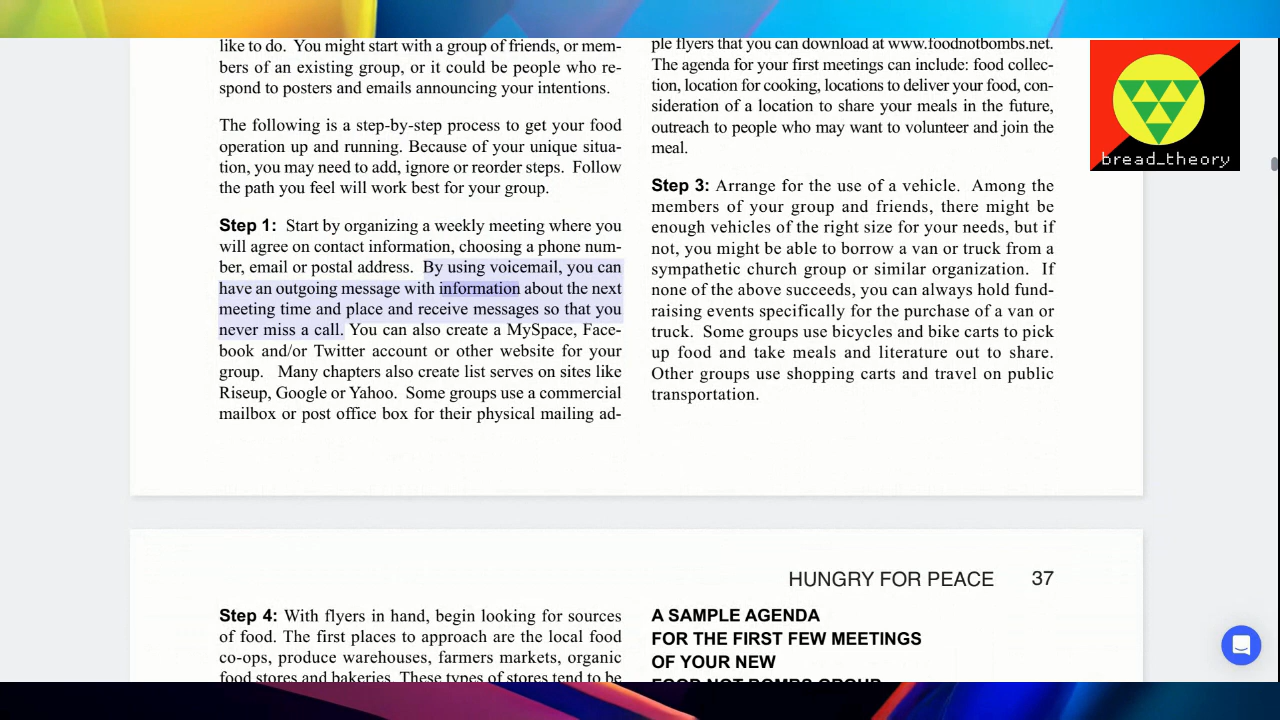 like to do. You might start with a group of friends, or mem-
bers of an existing group, or it could be people who re-
spond to posters and emails announcing your intentions.
The following is a step-by-step process to get your food
operation up and running. Because of your unique situa-
tion, you may need to add, ignore or reorder steps. Follow
the path you feel will work best for your group.
Step 1: Start by organizing a weekly meeting where you
will agree on contact information, choosing a phone num-
ber, email or postal address. By using voicemail, you can
have an outgoing message with information about the next
meeting time and place and receive messages so that you
never miss a call. You can also create a MySpace, Face-
book and/or Twitter account or other website for your
group. Many chapters also create list serves on sites like
Riseup, Google or Yahoo. Some groups use a commercial
mailbox or post office box for their physical mailing ad-
ple flyers that you can download at www.foodnotbombs.net.
The agenda for your first meetings can include: food collec-
tion, location for cooking, locations to deliver your food, con-
sideration of a location to share your meals in the future,
outreach to people who may want to volunteer and join the
meal.
Step 3: Arrange for the use of a vehicle. Among the
members of your group and friends, there might be
enough vehicles of the right size for your needs, but if
not, you might be able to borrow a van or truck from a
sympathetic church group or similar organization. If
none of the above succeeds, you can always hold fund-
raising events specifically for the purchase of a van or
truck. Some groups use bicycles and bike carts to pick
up food and take meals and literature out to share.
Other groups use shopping carts and travel on public
transportation.
bread_theory
HUNGRY FOR PEACE 37
Step 4: With flyers in hand, begin looking for sources
of food. The first places to approach are the local food
co-ops, produce warehouses, farmers markets, organic
food stores and bakeries. These types of stores tend to be
A SAMPLE AGENDA
FOR THE FIRST FEW MEETINGS
OF YOUR NEW
FOOD NOT BOMBS GROUP